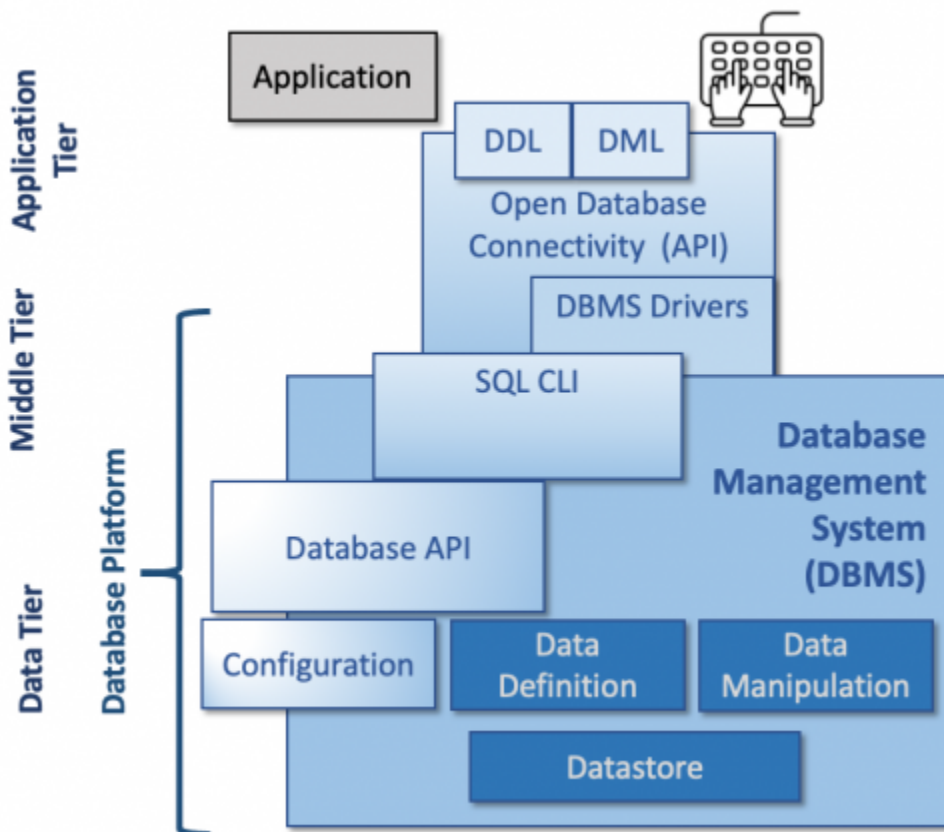 Application
DDL
DML
Open Database
Connectivity (API)
DBMS Drivers
SQL CLI
Database
Management
System
(DBMS)
Database API
Configuration
Data
Definition
Data
Manipulation
Datastore
Application
Tier
Middle Tier
Data Tier
Database Platform